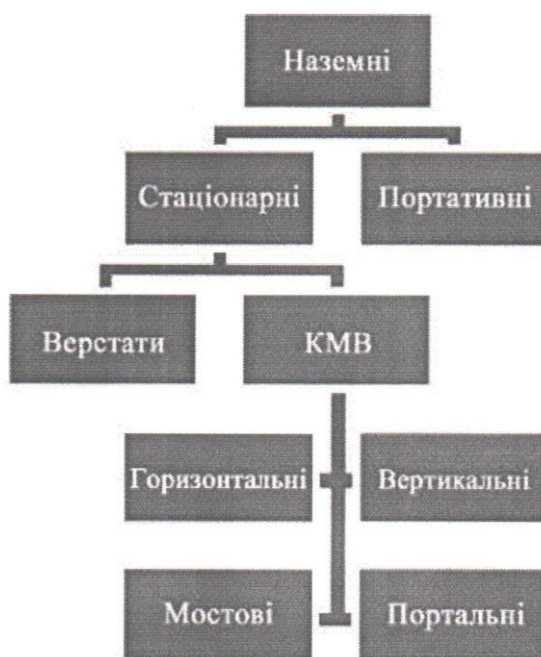 Наземні
Стаціонарні
Портативні
Верстати
КМВ
Горизонтальні
Вертикальні
Мостові
Портальні